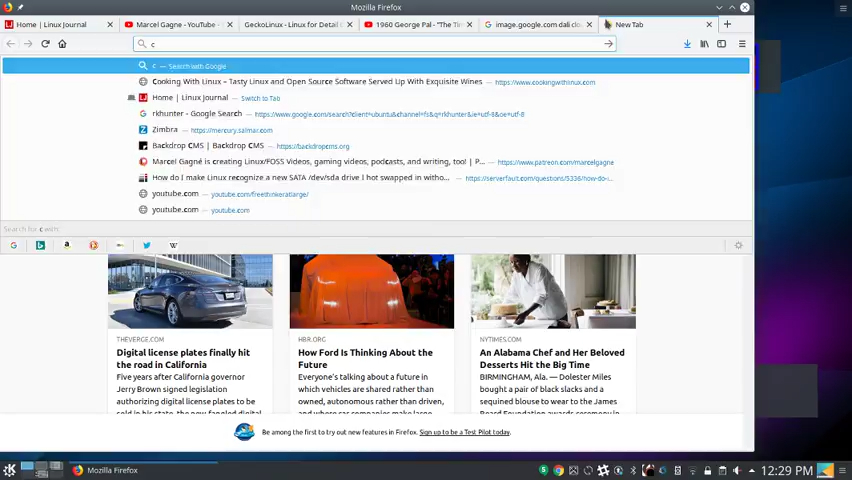 Mozilla Firefox
Home | Linux Journal
Marcel Gagne - YouTube -
GeckoLinux - Linux for Detail O
1960 George Pal - "The Tim
image.google.com dali clo
New Tab
c
c — Search with Google
Cooking With Linux – Tasty Linux and Open Source Software Served Up With Exquisite Wines — https://www.cookingwithlinux.com
Home | Linux Journal — Switch to Tab
rkhunter - Google Search — https://www.google.com/search?client=ubuntu&channel=fs&q=rkhunter&ie=utf-8&oe=utf-8
Zimbra — https://mercury.salmar.com
Backdrop CMS | Backdrop CMS — https://backdropcms.org
Marcel Gagné is creating Linux/FOSS Videos, gaming videos, podcasts, and writing, too! | P... — https://www.patreon.com/marcelgagne
How do I make Linux recognize a new SATA /dev/sda drive I hot swapped in witho... — https://serverfault.com/questions/5336/how-do-i...
youtube.com — youtube.com/freethinkeratlarge/
youtube.com — youtube.com
Search for c with:
THEVERGE.COM
Digital license plates finally hit
the road in California
Five years after California governor
Jerry Brown signed legislation
authorizing digital license plates to be
HBR.ORG
How Ford Is Thinking About the
Future
Everyone's talking about a future in
which vehicles are shared rather than
owned, autonomous rather than driven,
NYTIMES.COM
An Alabama Chef and Her Beloved
Desserts Hit the Big Time
BIRMINGHAM, Ala. — Dolester Miles
bought a pair of black slacks and a
sequined blouse to wear to the James
Be among the first to try out new features in Firefox. Sign up to be a Test Pilot today.
Mozilla Firefox
12:29 PM